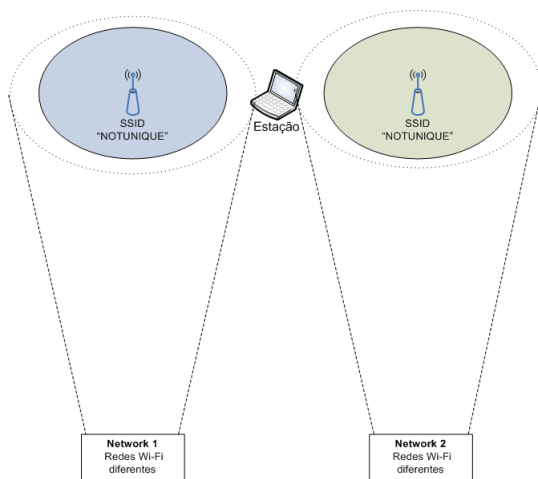 SSID
"NOTUNIQUE"
Estação
SSID
"NOTUNIQUE"
Network 1
Redes Wi-Fi
diferentes
Network 2
Redes Wi-Fi
diferentes